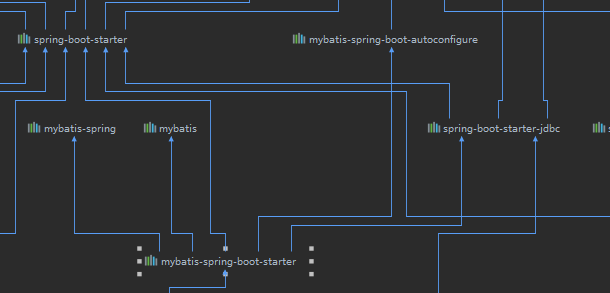 spring-boot-starter
mybatis-spring-boot-autoconfigure
mybatis-spring
mybatis
spring-boot-starter-jdbc
mybatis-spring-boot-starter